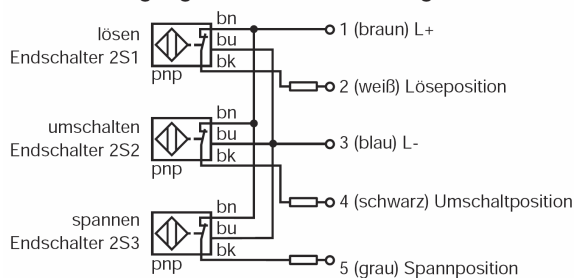 bn
lösen
Endschalter 2S1
bu
bk
pnp
1 (braun) L+
2 (weiß) Löseposition
bn
umschalten
Endschalter 2S2
bu
bk
pnp
3 (blau) L-
4 (schwarz) Umschaltposition
bn
spannen
Endschalter 2S3
bu
bk
pnp
5 (grau) Spannposition